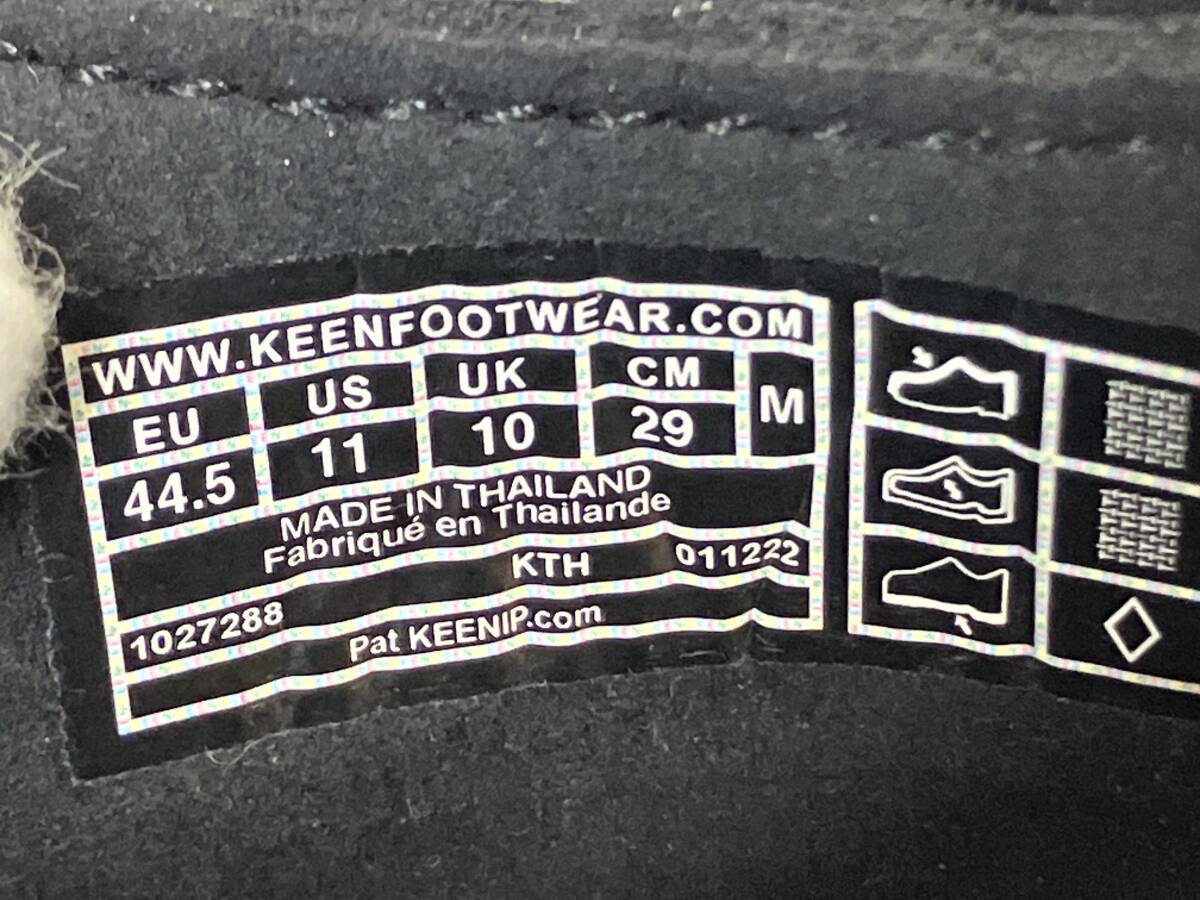 WWW.KEENFOOTWEAR.COM
EU US UK CM M
44.5 11 10 29
MADE IN THAILAND
Fabriqué en Thaïlande
1027288 KTH 011222
Pat KEENIP.com